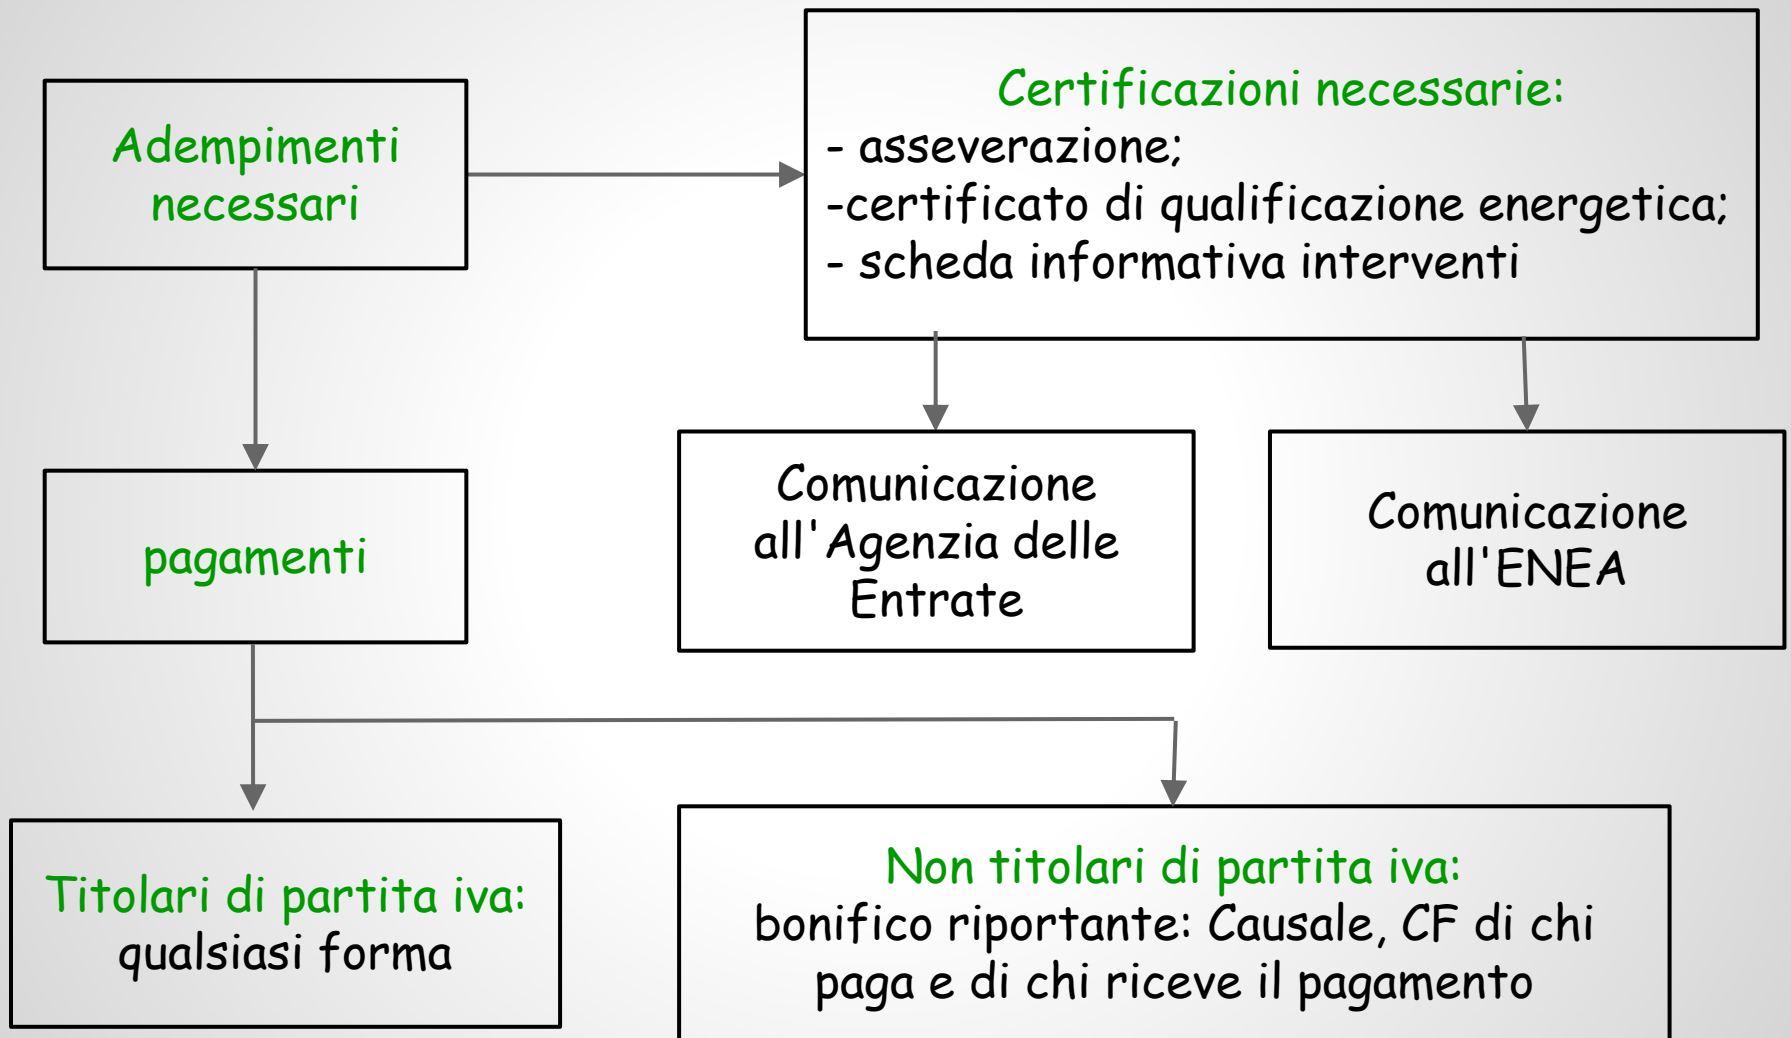 Adempimenti
necessari
Certificazioni necessarie:
- asseverazione;
-certificato di qualificazione energetica;
- scheda informativa interventi
pagamenti
Comunicazione
all'Agenzia delle
Entrate
Comunicazione
all'ENEA
Titolari di partita iva:
qualsiasi forma
Non titolari di partita iva:
bonifico riportante: Causale, CF di chi
paga e di chi riceve il pagamento